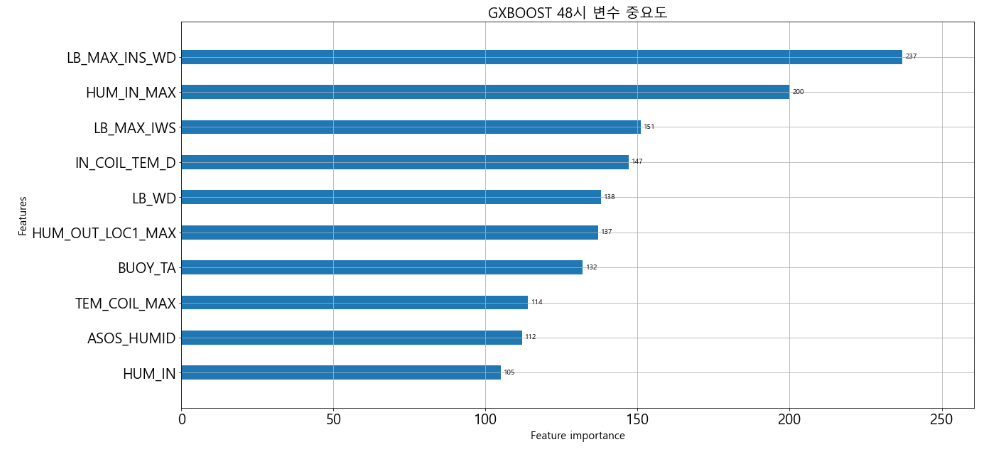 GXBOOST 48시 변수 중요도
LB_MAX_INS_WD
237
HUM_IN_MAX
200
LB_MAX_IWS
151
IN_COIL_TEM_D
147
LB_WD
138
HUM_OUT_LOC1_MAX
137
BUOY_TA
132
TEM_COIL_MAX
114
ASOS_HUMID
112
HUM_IN
105
Features
0 50 100 150 200 250
Feature importance